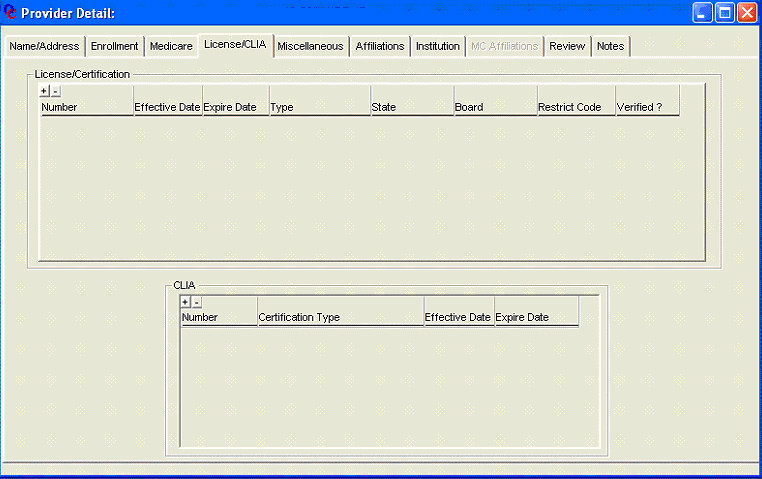 Provider Detail:
Name/Address Enrollment Medicare License/CLIA Miscellaneous Affiliations Institution MC Affiliations Review Notes
License/Certification
+ -
Number Effective Date Expire Date Type State Board Restrict Code Verified ?
CLIA
+ -
Number Certification Type Effective Date Expire Date